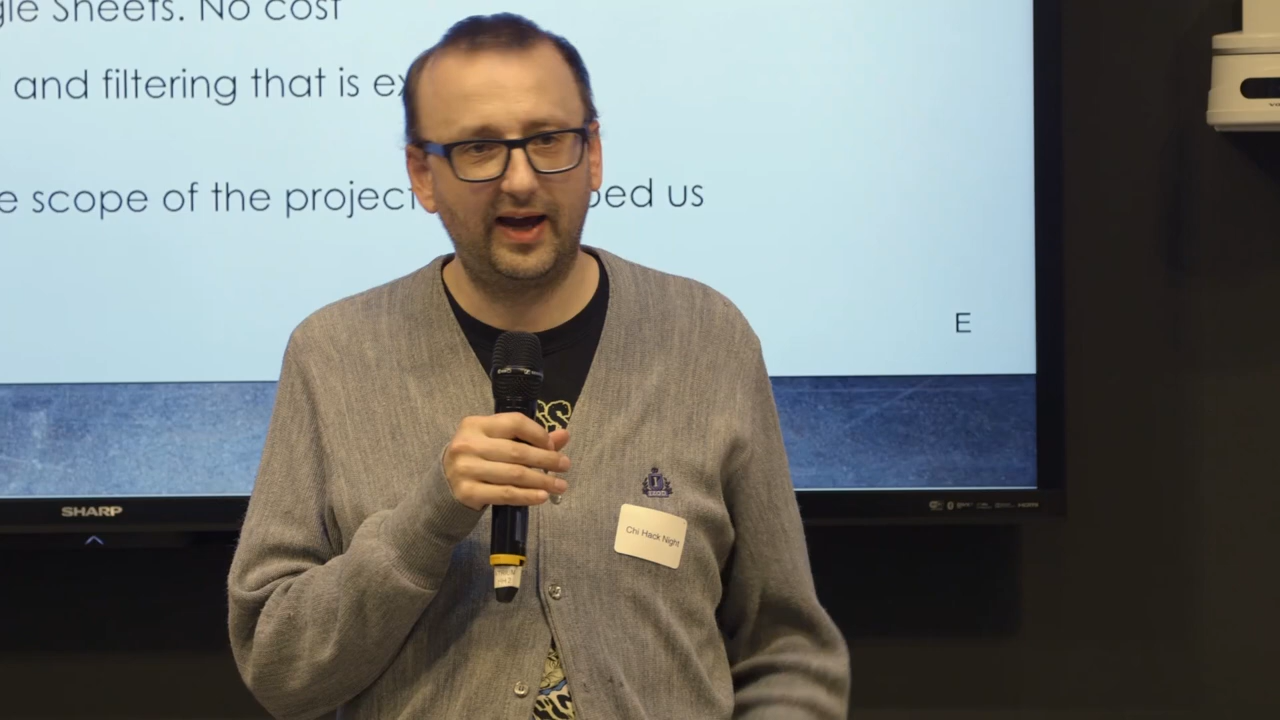 gle Sheets. No cost
and filtering that is ex
e scope of the project ped us
E
SHARP
Chi Hack Night